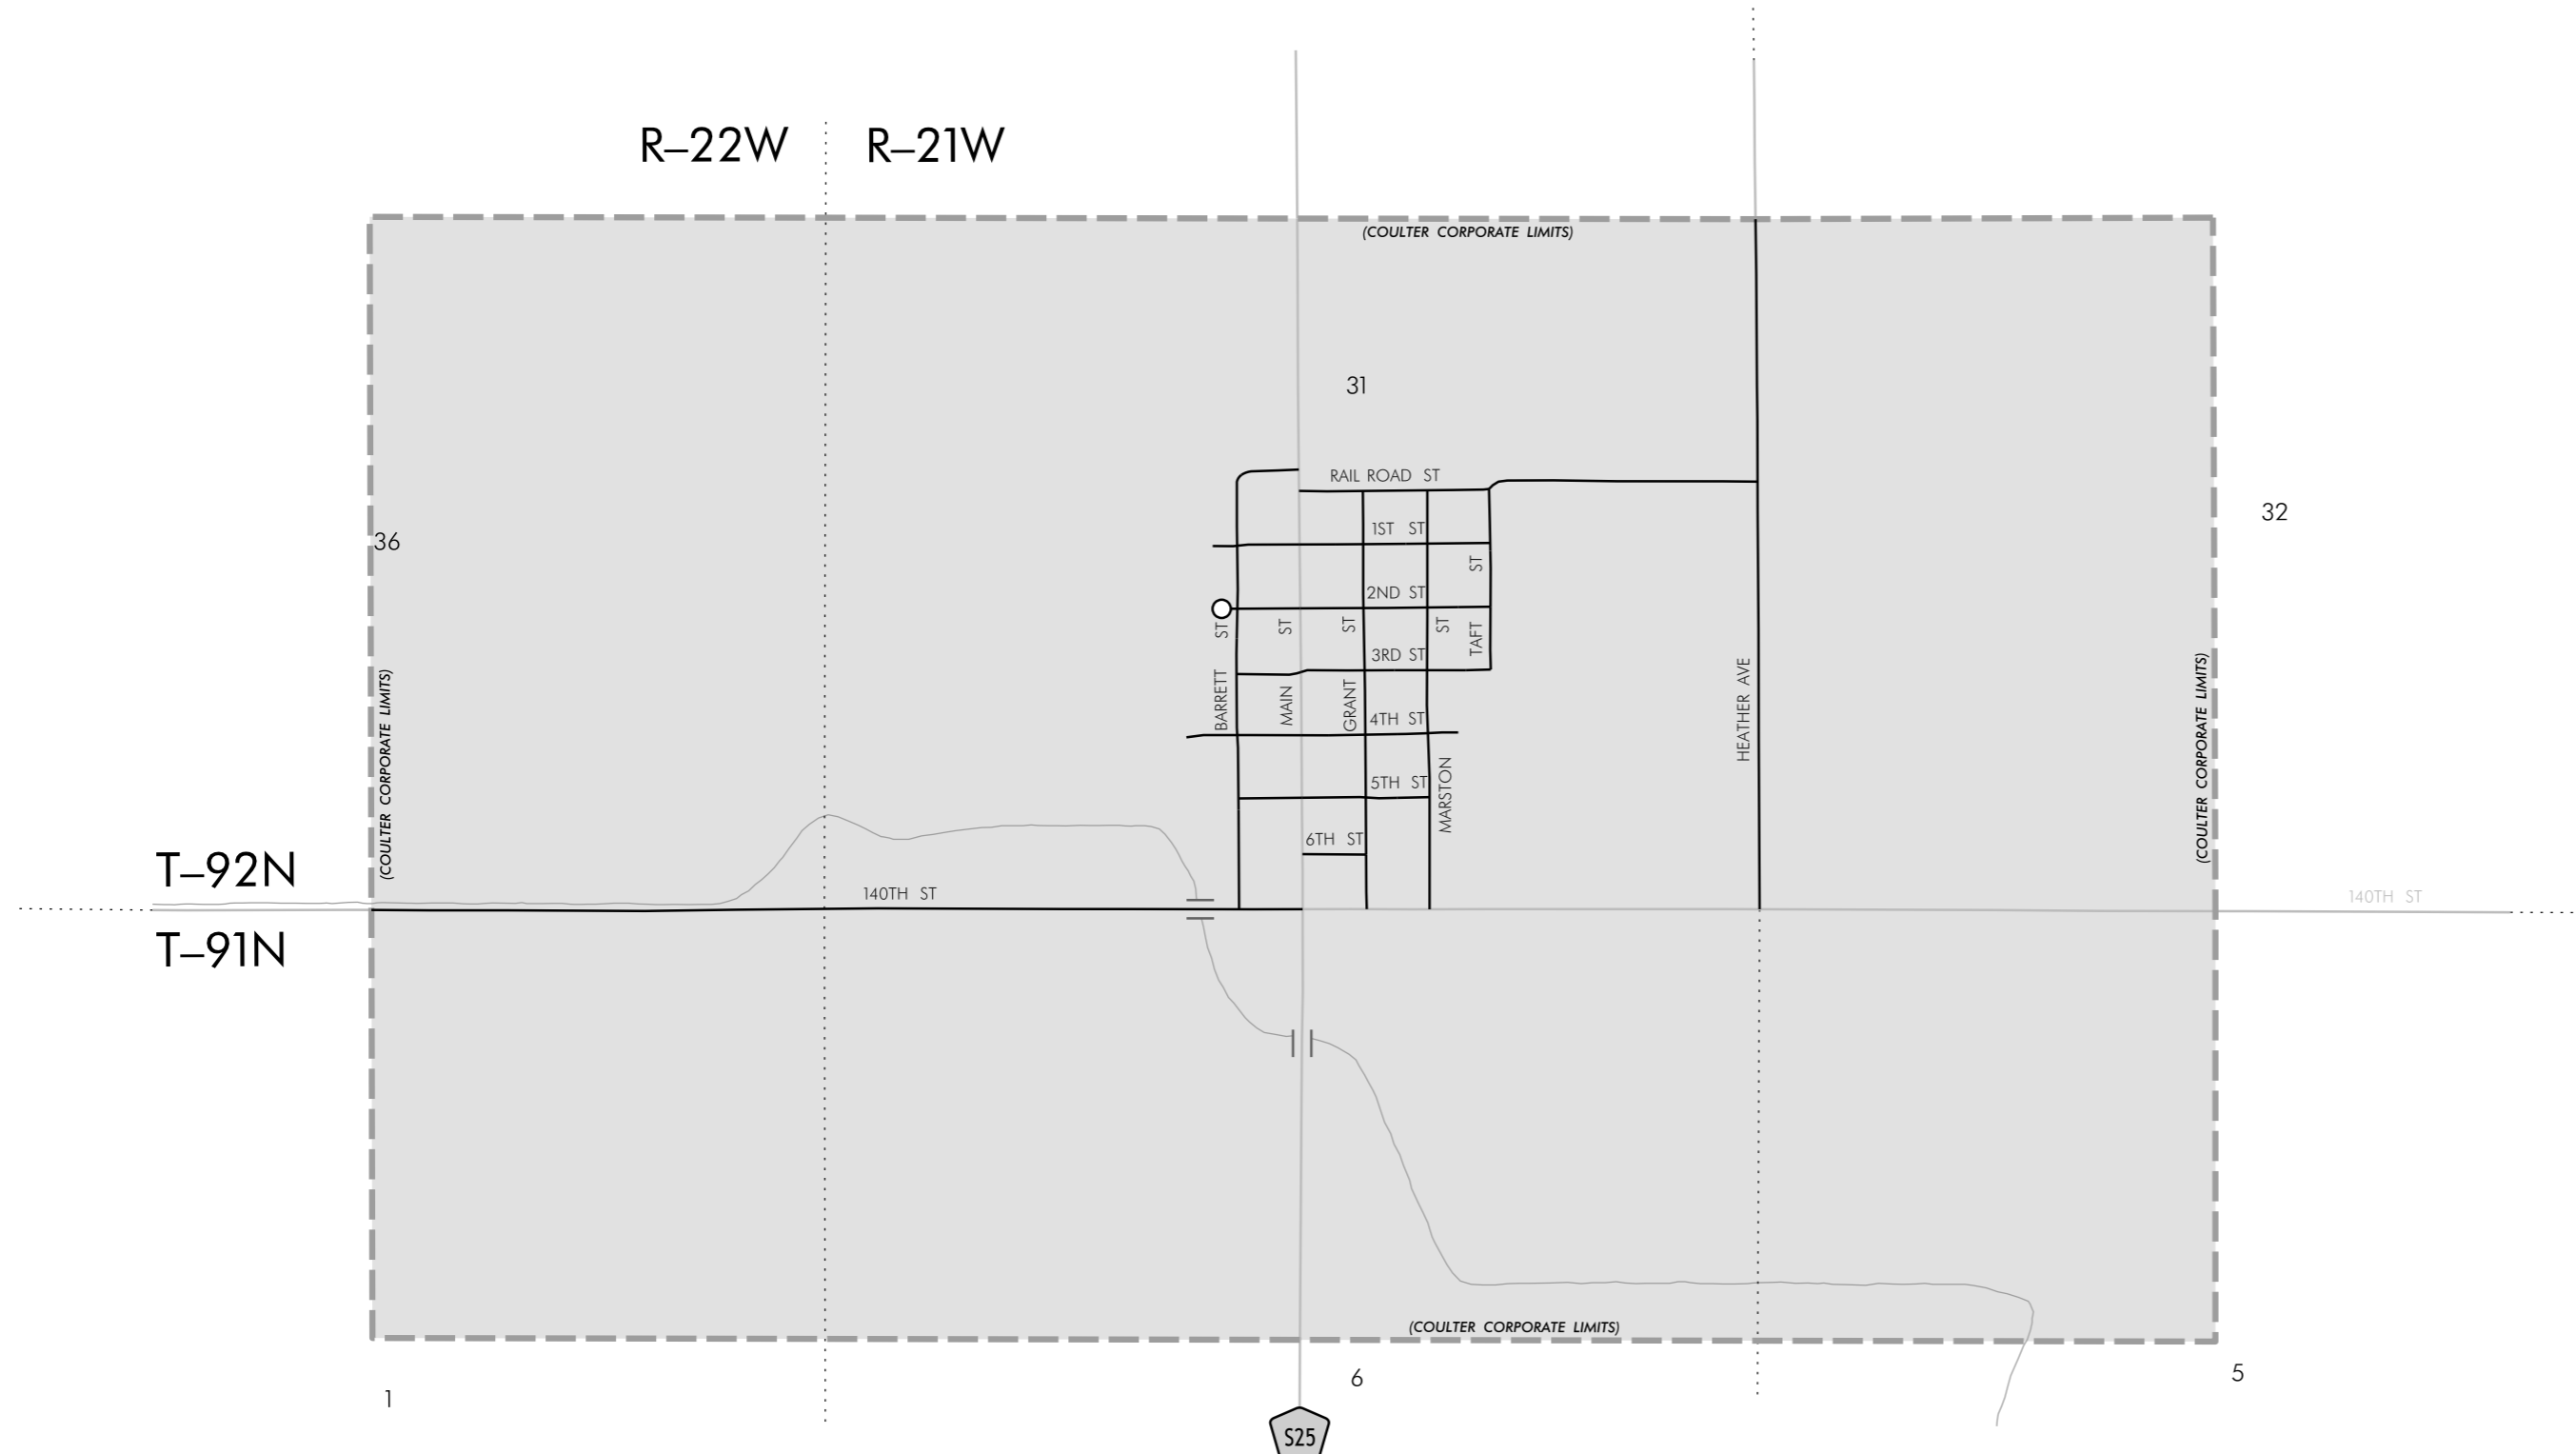 R–22W
R–21W
(COULTER CORPORATE LIMITS)
31
RAIL ROAD ST
32
36
1ST ST
2ND ST
3RD ST
4TH ST
5TH ST
6TH ST
BARRETT ST
MAIN ST
GRANT ST
MARSTON ST
TAFT ST
HEATHER AVE
(COULTER CORPORATE LIMITS)
(COULTER CORPORATE LIMITS)
T–92N
140TH ST
140TH ST
T–91N
(COULTER CORPORATE LIMITS)
1
6
5
S25